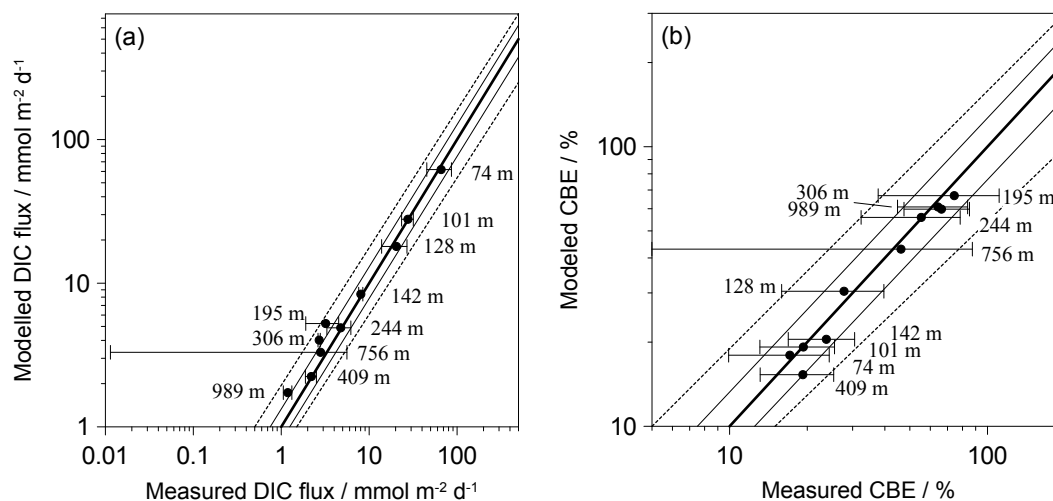 (a)
Modelled DIC flux / mmol m⁻² d⁻¹
100
10
1
74 m
101 m
128 m
142 m
195 m
244 m
306 m
756 m
409 m
989 m
0.01
0.1
1
10
100
Measured DIC flux / mmol m⁻² d⁻¹
(b)
Modeled CBE / %
100
10
306 m
195 m
989 m
244 m
756 m
128 m
142 m
101 m
74 m
409 m
10
100
Measured CBE / %